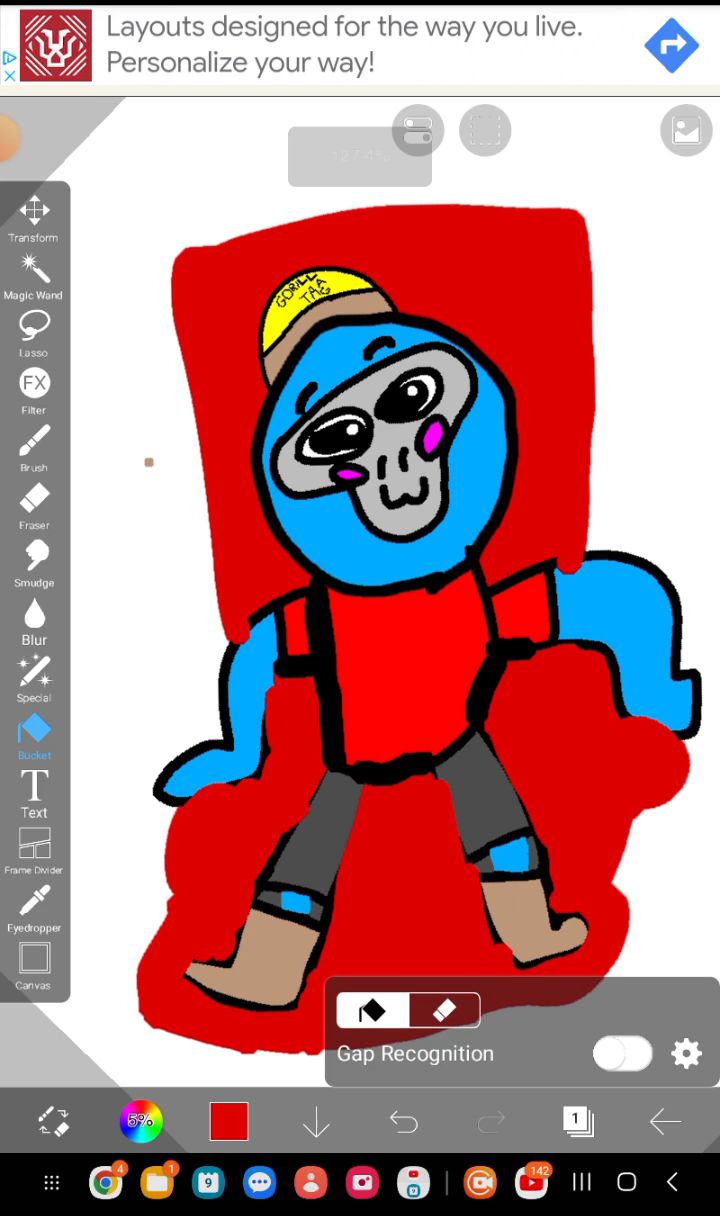 Layouts designed for the way you live.
Personalize your way!
Transform
Magic Wand
Lasso
FX
Filter
Brush
Eraser
Smudge
Blur
Special
Bucket
T
Text
Frame Divider
Eyedropper
Canvas
GORILL
TAG
Gap Recognition
5%
1
4
1
9
142